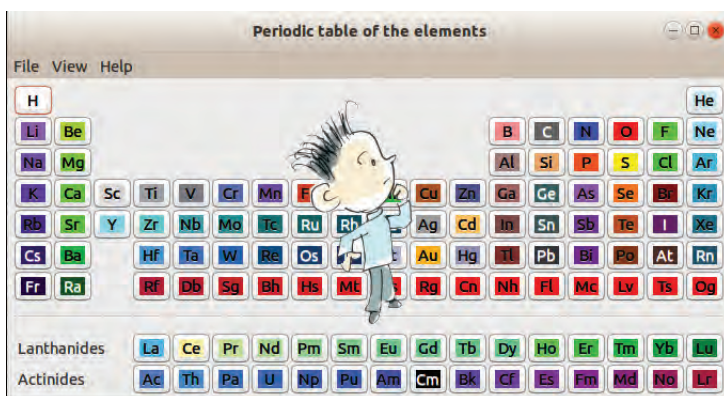 Periodic table of the elements
File View Help
H He
Li Be B C N O F Ne
Na Mg Al Si P S Cl Ar
K Ca Sc Ti V Cr Mn Cu Zn Ga Ge As Se Br Kr
Rb Sr Y Zr Nb Mo Tc Ru Rh Ag Cd In Sn Sb Te I Xe
Cs Ba Hf Ta W Re Os Au Hg Tl Pb Bi Po At Rn
Fr Ra Rf Db Sg Bh Hs Mt Rg Cn Nh Fl Mc Lv Ts Og
Lanthanides La Ce Pr Nd Pm Sm Eu Gd Tb Dy Ho Er Tm Yb Lu
Actinides Ac Th Pa U Np Pu Am Cm Bk Cf Es Fm Md No Lr